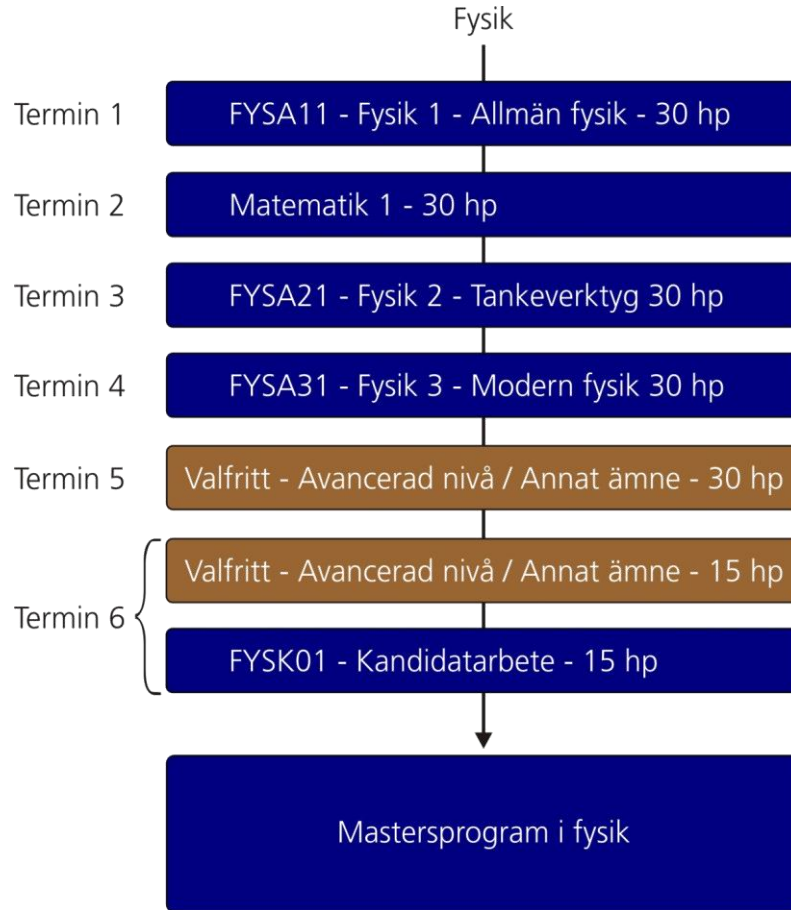 Fysik
Termin 1
FYSA11 - Fysik 1 - Allmän fysik - 30 hp
Termin 2
Matematik 1 - 30 hp
Termin 3
FYSA21 - Fysik 2 - Tankeverktyg 30 hp
Termin 4
FYSA31 - Fysik 3 - Modern fysik 30 hp
Termin 5
Valfritt - Avancerad nivå / Annat ämne - 30 hp
Termin 6
Valfritt - Avancerad nivå / Annat ämne - 15 hp
FYSK01 - Kandidatarbete - 15 hp
Mastersprogram i fysik